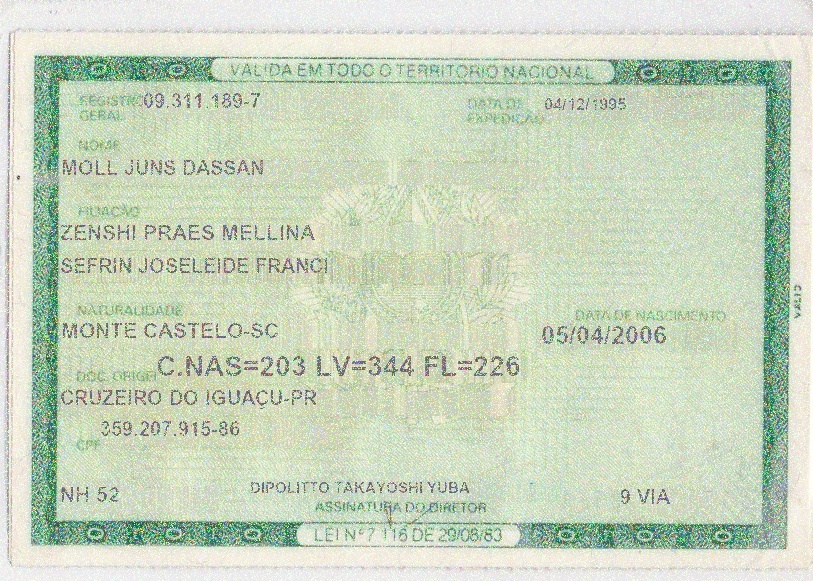 VALIDA EM TODO O TERRITORIO NACIONAL
REGISTRO GERAL 09.311.189-7 DATA DE EXPEDIÇÃO 04/12/1995
NOME
MOLL JUNS DASSAN
FILIAÇÃO
ZENSHI PRAES MELLINA
SEFRIN JOSELEIDE FRANCI
NATURALIDADE DATA DE NASCIMENTO
MONTE CASTELO-SC 05/04/2006
DOC. ORIGEM C.NAS=203 LV=344 FL=226
CRUZEIRO DO IGUAÇU-PR
359.207.915-86
CPF
NH 52 DIPOLITTO TAKAYOSHI YUBA 9 VIA
ASSINATURA DO DIRETOR
LEI Nº 7 116 DE 29/08/83